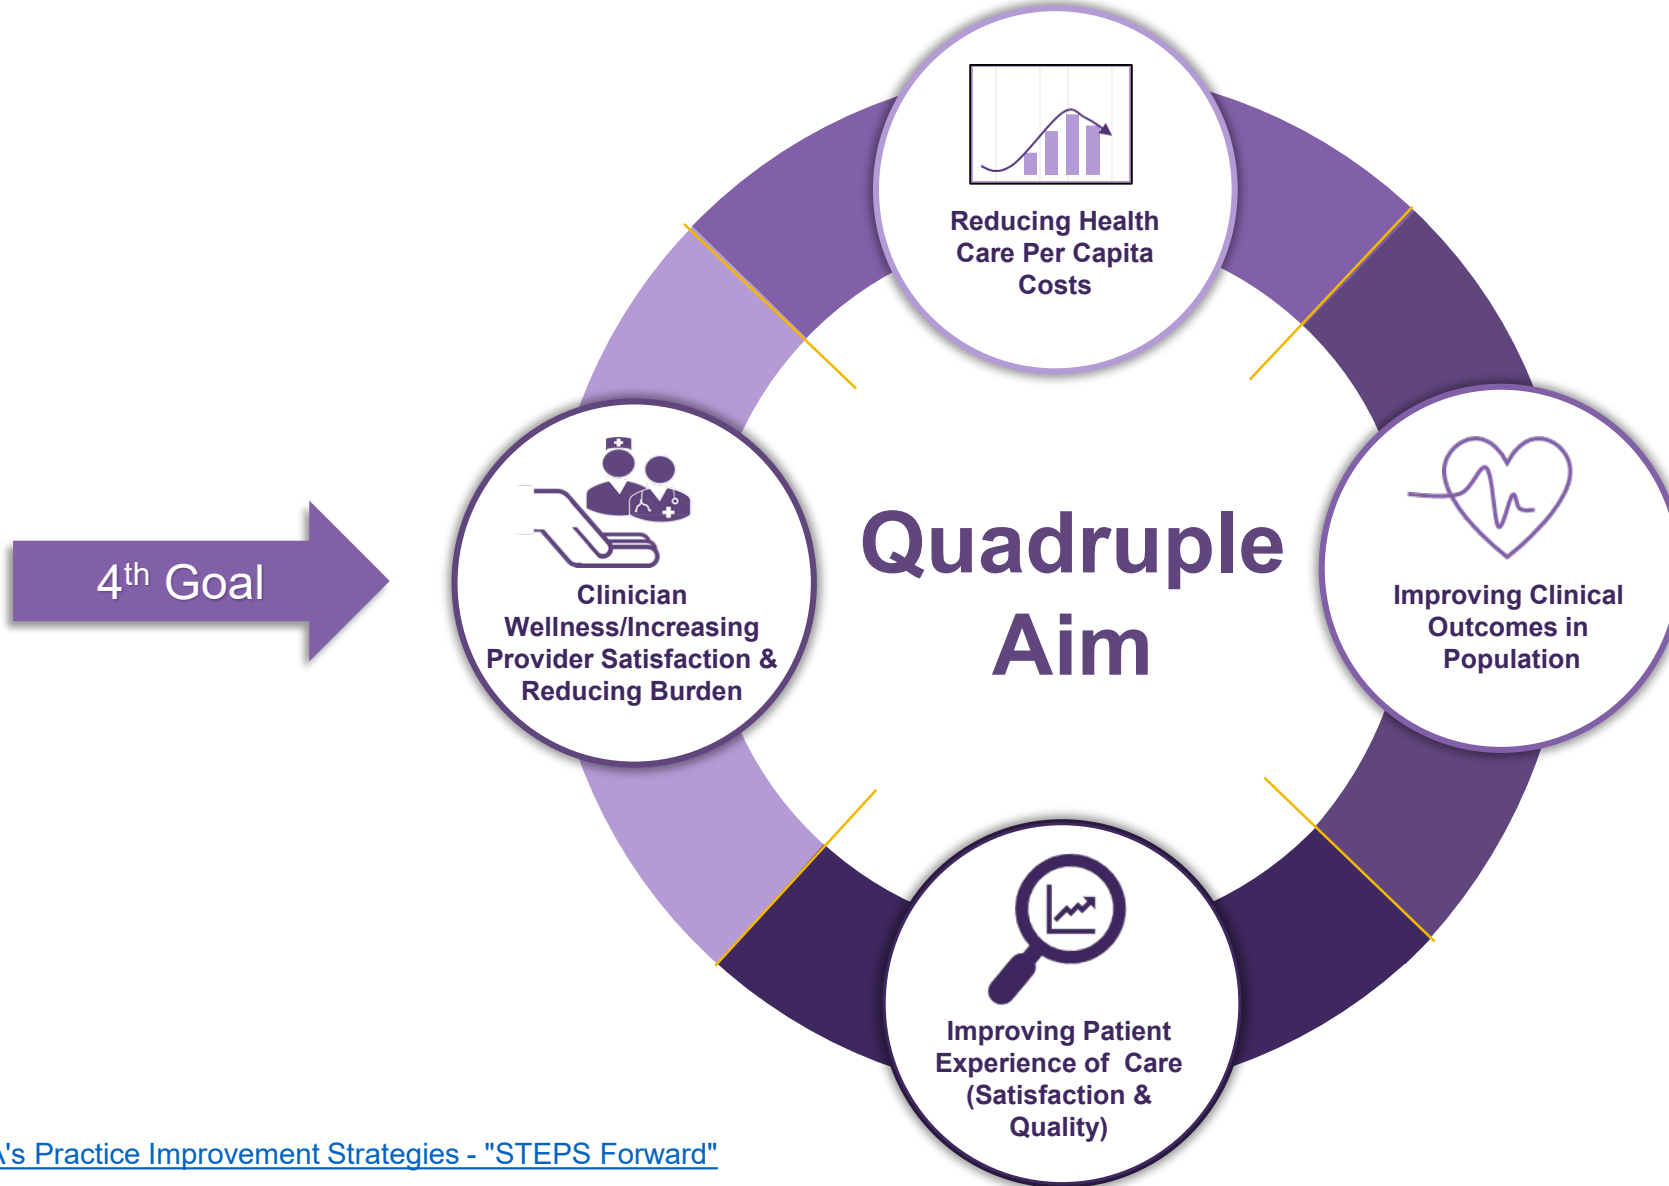 Reducing Health
Care Per Capita
Costs
4th Goal
Clinician
Wellness/Increasing
Provider Satisfaction &
Reducing Burden
Quadruple
Aim
Improving Clinical
Outcomes in
Population
Improving Patient
Experience of Care
(Satisfaction &
Quality)
Practice Improvement Strategies - "STEPS Forward"